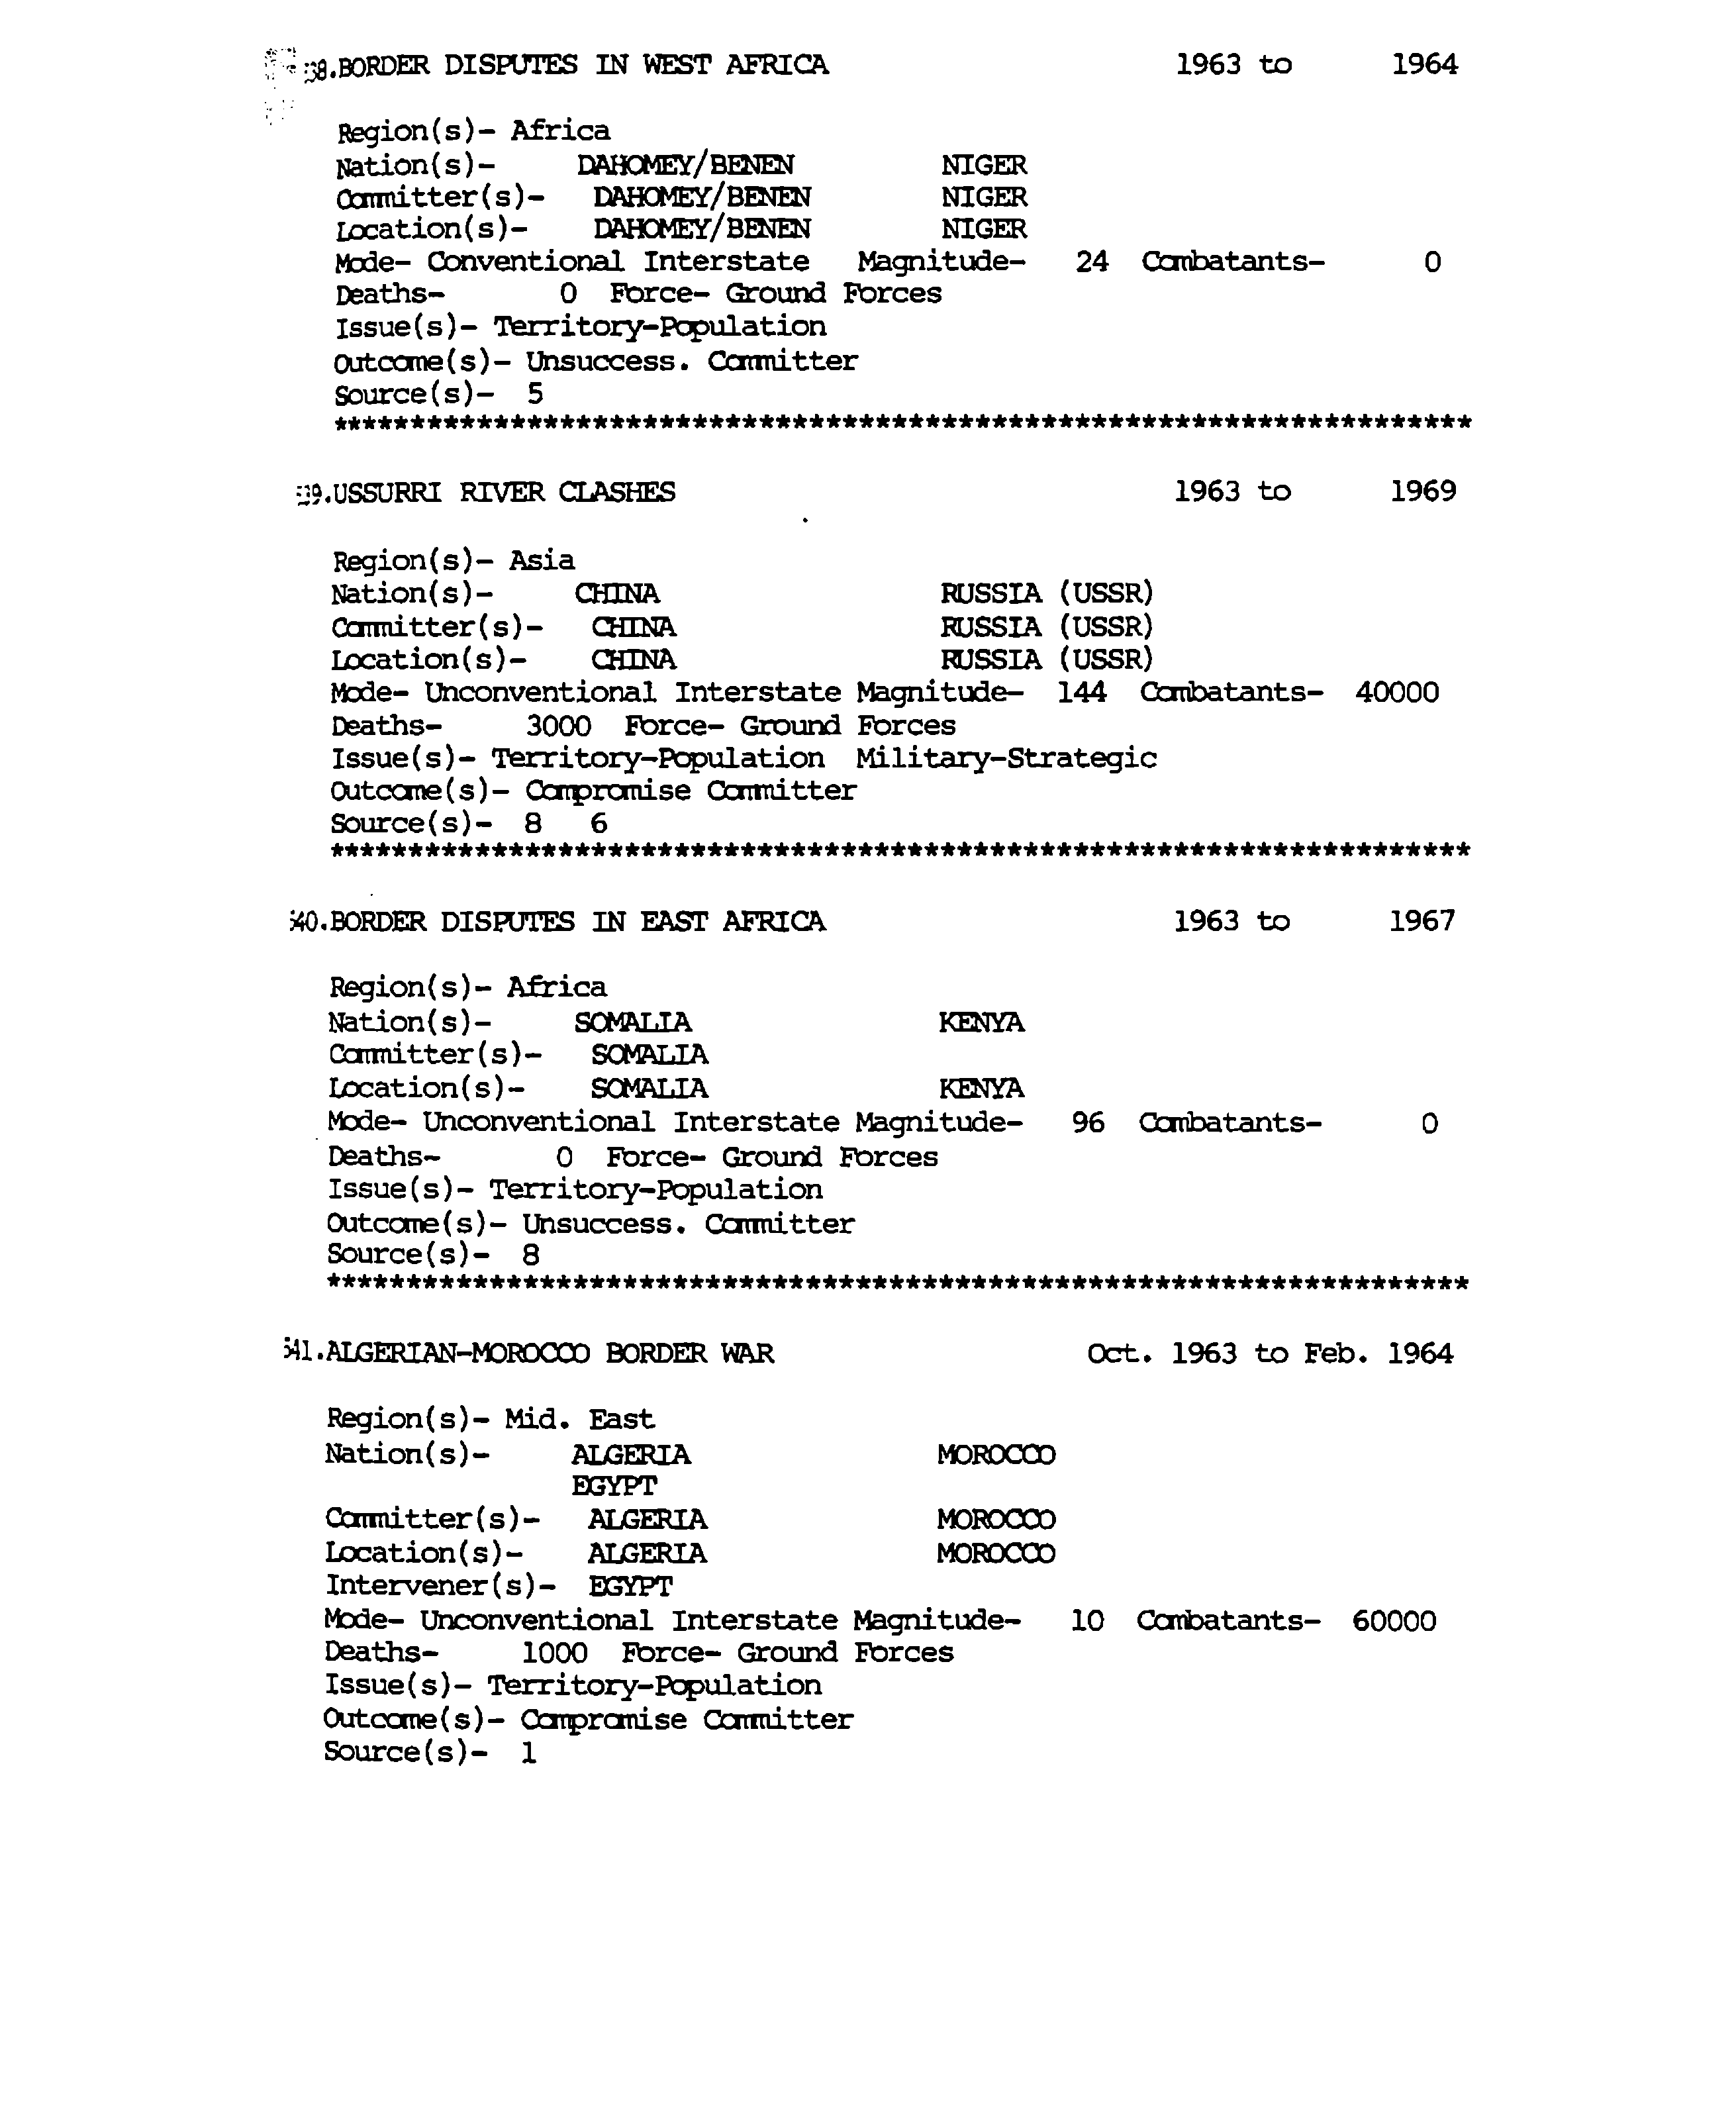 38.BORDER DISPUTES IN WEST AFRICA 1963 to 1964
Region(s)- Africa
Nation(s)- DAHOMEY/BENEN NIGER
Committer(s)- DAHOMEY/BENEN NIGER
Location(s)- DAHOMEY/BENEN NIGER
Mode- Conventional Interstate Magnitude- 24 Combatants- 0
Deaths- 0 Force- Ground Forces
Issue(s)- Territory-Population
Outcome(s)- Unsuccess. Committer
Source(s)- 5
*********************************************************************
39.USSURRI RIVER CLASHES 1963 to 1969
Region(s)- Asia
Nation(s)- CHINA RUSSIA (USSR)
Committer(s)- CHINA RUSSIA (USSR)
Location(s)- CHINA RUSSIA (USSR)
Mode- Unconventional Interstate Magnitude- 144 Combatants- 40000
Deaths- 3000 Force- Ground Forces
Issue(s)- Territory-Population Military-Strategic
Outcome(s)- Compromise Committer
Source(s)- 8 6
*********************************************************************
40.BORDER DISPUTES IN EAST AFRICA 1963 to 1967
Region(s)- Africa
Nation(s)- SOMALIA KENYA
Committer(s)- SOMALIA
Location(s)- SOMALIA KENYA
Mode- Unconventional Interstate Magnitude- 96 Combatants- 0
Deaths- 0 Force- Ground Forces
Issue(s)- Territory-Population
Outcome(s)- Unsuccess. Committer
Source(s)- 8
*********************************************************************
41.ALGERIAN-MOROCCO BORDER WAR Oct. 1963 to Feb. 1964
Region(s)- Mid. East
Nation(s)- ALGERIA MOROCCO
EGYPT
Committer(s)- ALGERIA MOROCCO
Location(s)- ALGERIA MOROCCO
Intervener(s)- EGYPT
Mode- Unconventional Interstate Magnitude- 10 Combatants- 60000
Deaths- 1000 Force- Ground Forces
Issue(s)- Territory-Population
Outcome(s)- Compromise Committer
Source(s)- 1